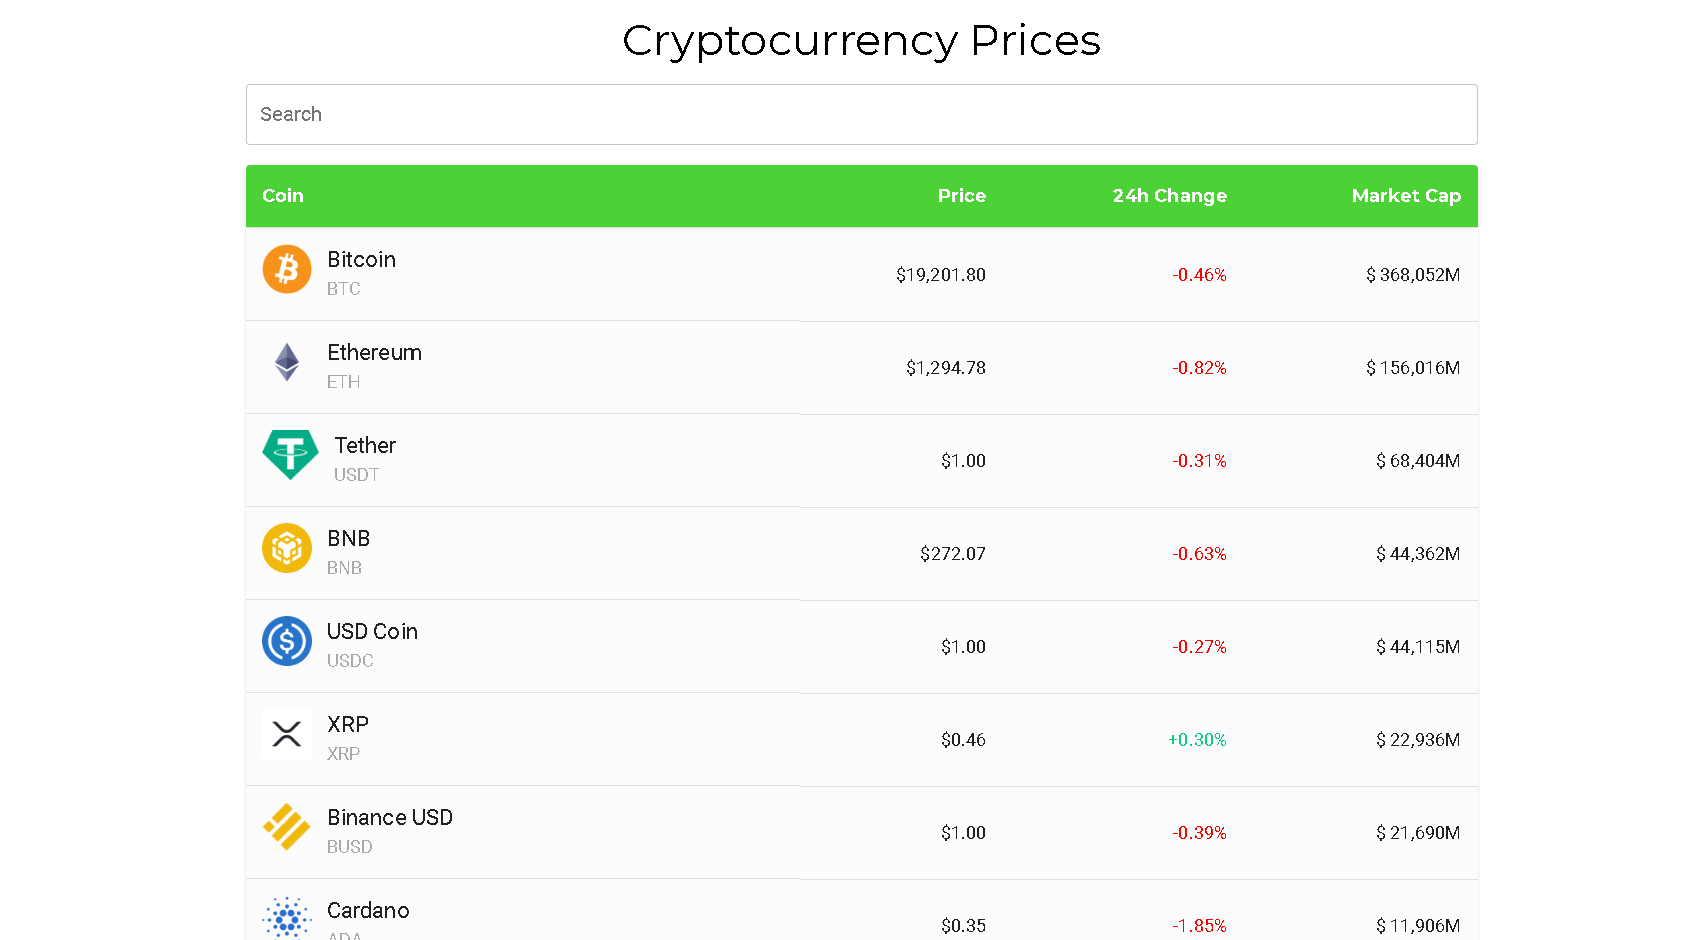 Cryptocurrency Prices
Search
Coin Price 24h Change Market Cap
Bitcoin
BTC
$19,201.80 -0.46% $ 368,052M
Ethereum
ETH
$1,294.78 -0.82% $ 156,016M
Tether
USDT
$1.00 -0.31% $ 68,404M
BNB
BNB
$272.07 -0.63% $ 44,362M
USD Coin
USDC
$1.00 -0.27% $ 44,115M
XRP
XRP
$0.46 +0.30% $ 22,936M
Binance USD
BUSD
$1.00 -0.39% $ 21,690M
Cardano
ADA
$0.35 -1.85% $ 11,906M